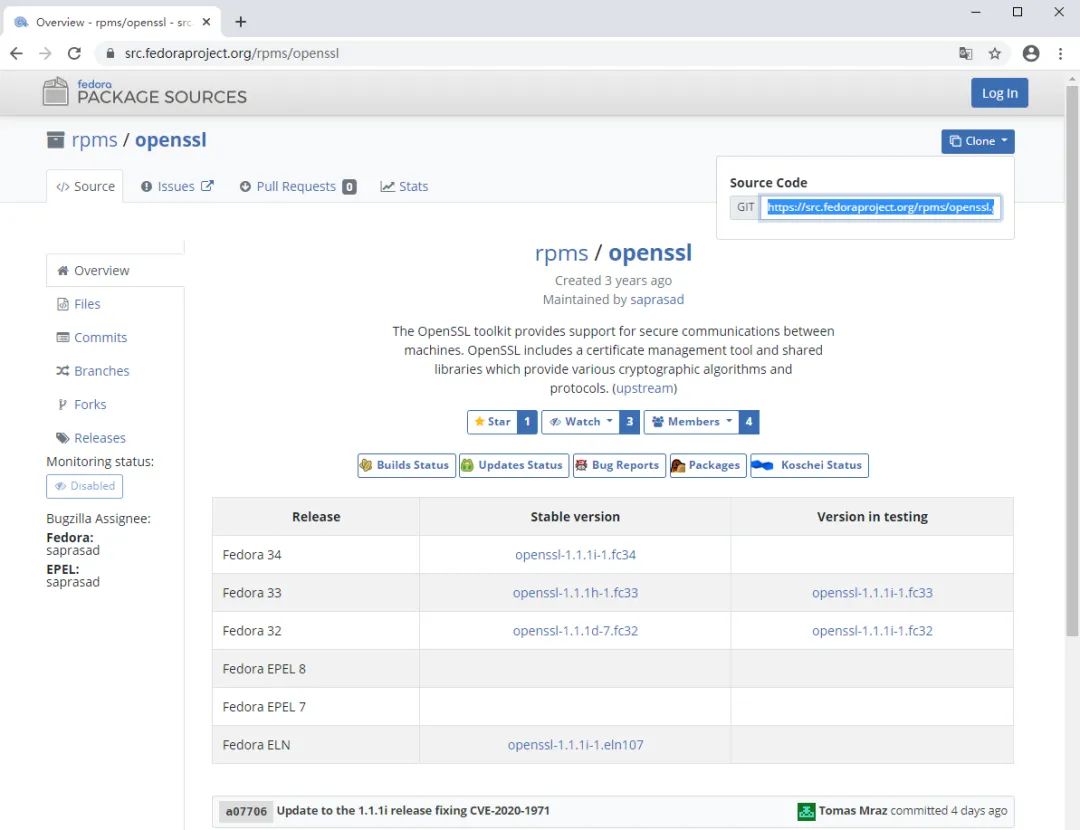 Overview - rpms/openssl - src
src.fedoraproject.org/rpms/openssl
fedora
PACKAGE SOURCES
Log In
rpms / openssl
Clone
Source
Issues
Pull Requests 0
Stats
Source Code
GIT https://src.fedoraproject.org/rpms/openssl.
Overview
Files
Commits
Branches
Forks
Releases
Monitoring status:
Disabled
Bugzilla Assignee:
Fedora:
saprasad
EPEL:
saprasad
rpms / openssl
Created 3 years ago
Maintained by saprasad
The OpenSSL toolkit provides support for secure communications between
machines. OpenSSL includes a certificate management tool and shared
libraries which provide various cryptographic algorithms and
protocols. (upstream)
Star 1 Watch 3 Members 4
Builds Status Updates Status Bug Reports Packages Koschei Status
Release Stable version Version in testing
Fedora 34 openssl-1.1.1i-1.fc34
Fedora 33 openssl-1.1.1h-1.fc33 openssl-1.1.1i-1.fc33
Fedora 32 openssl-1.1.1d-7.fc32 openssl-1.1.1i-1.fc32
Fedora EPEL 8
Fedora EPEL 7
Fedora ELN openssl-1.1.1i-1.eln107
a07706 Update to the 1.1.1i release fixing CVE-2020-1971 Tomas Mraz committed 4 days ago